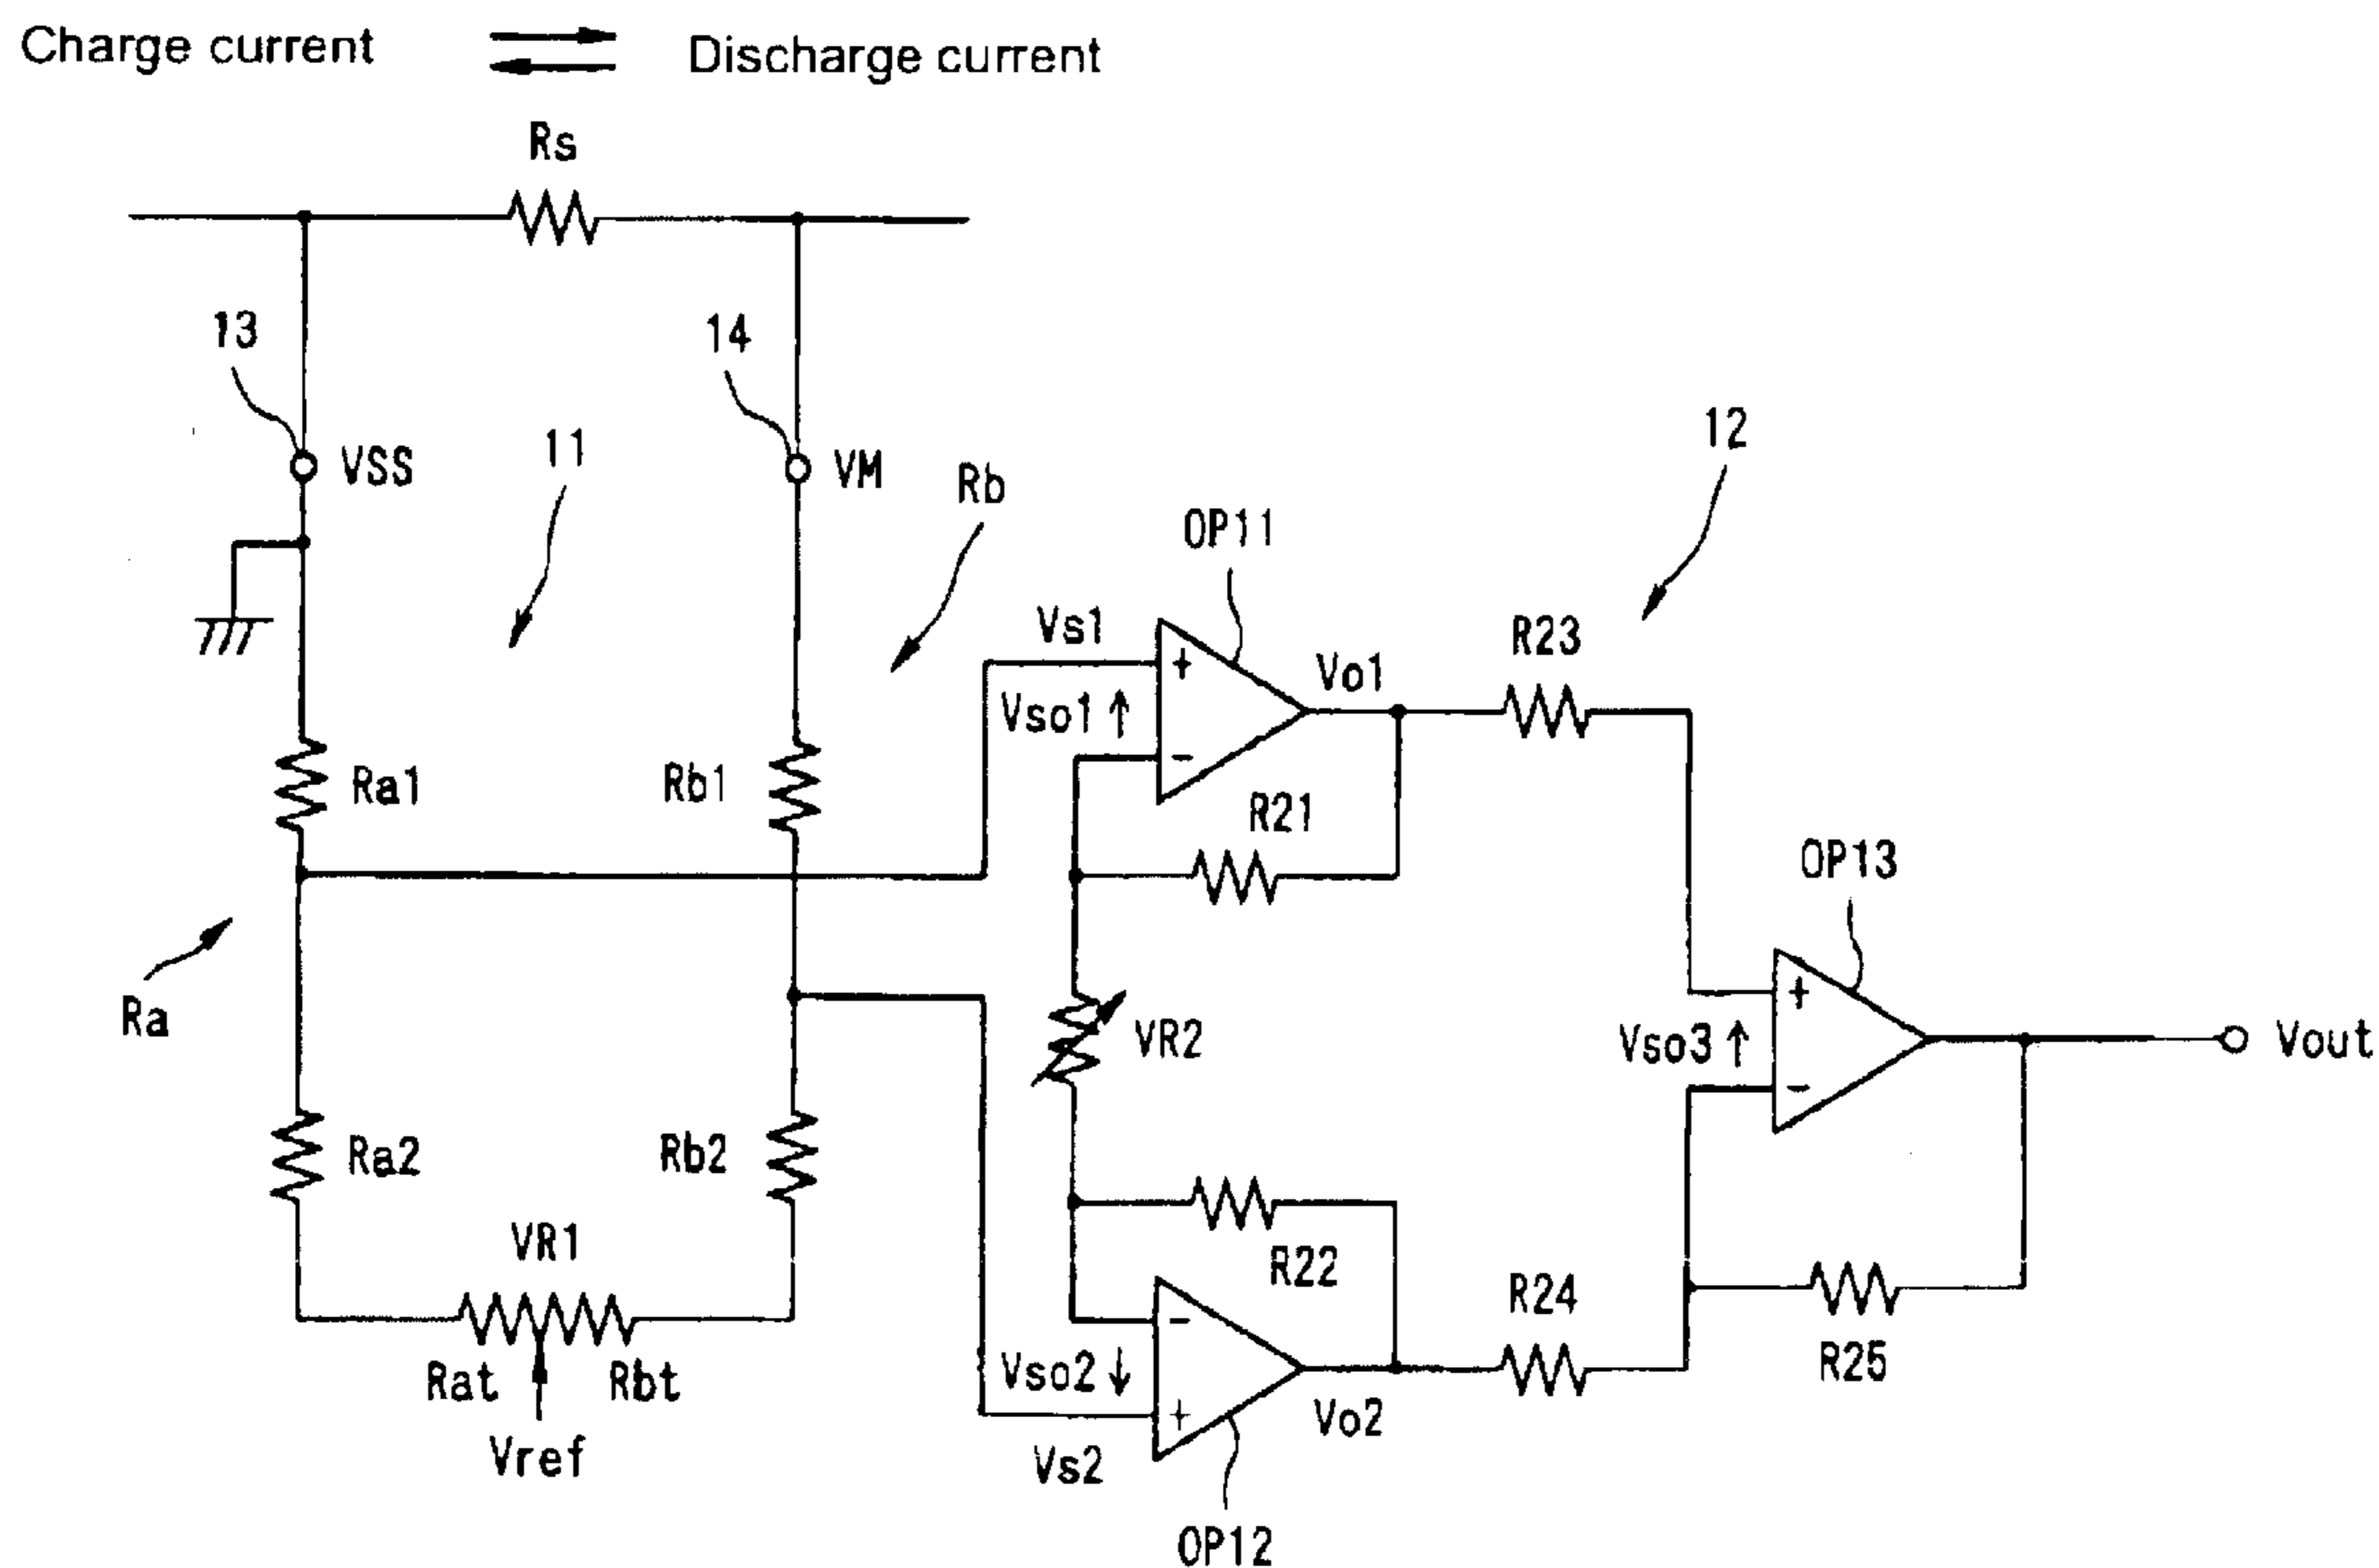 Charge current
Discharge current
Rs
13
14
VSS
11
VM
Rb
12
OP11
Vs1
Vso1
+
-
Vo1
R23
Ra1
Rb1
R21
OP13
Ra
VR2
+
Vso3
-
Vout
Ra2
Rb2
VR1
R22
R24
R25
Rat
Rbt
Vref
-
Vso2
+
Vo2
Vs2
OP12